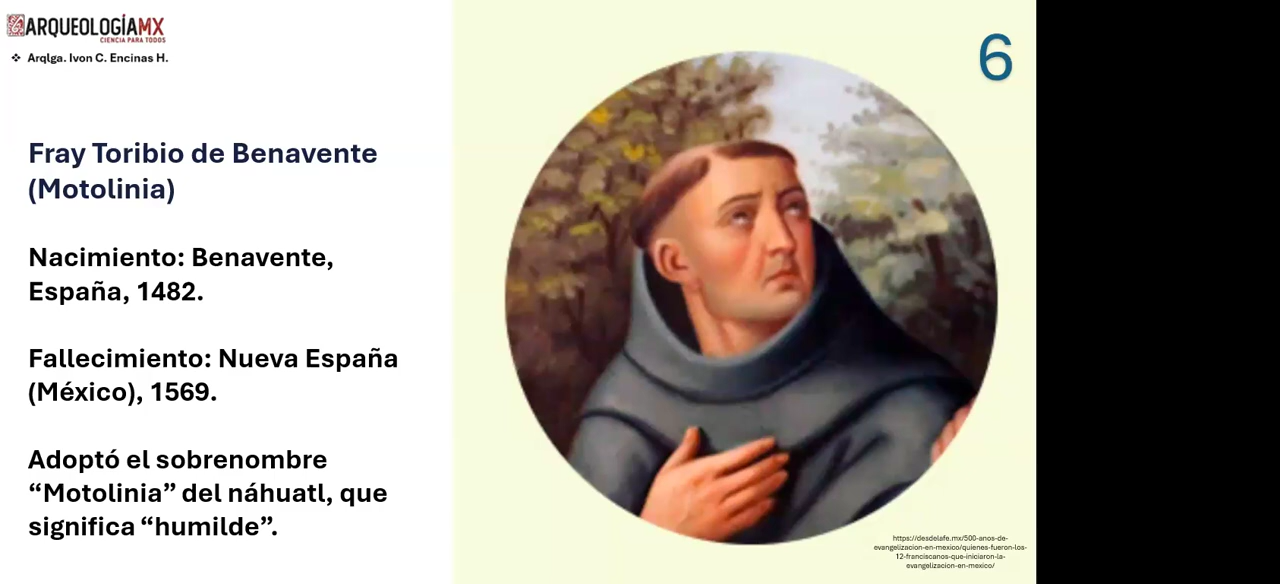 ARQUEOLOGÍAMX
CIENCIA PARA TODOS
❖ Arqlga. Ivon C. Encinas H.
6
Fray Toribio de Benavente
(Motolinia)
Nacimiento: Benavente,
España, 1482.
Fallecimiento: Nueva España
(México), 1569.
Adoptó el sobrenombre
“Motolinia” del náhuatl, que
significa “humilde”.
https://desdelafe.mx/500-anos-de-
evangelizacion-en-mexico/quienes-fueron-los-
12-franciscanos-que-iniciaron-la-
evangelizacion-en-mexico/